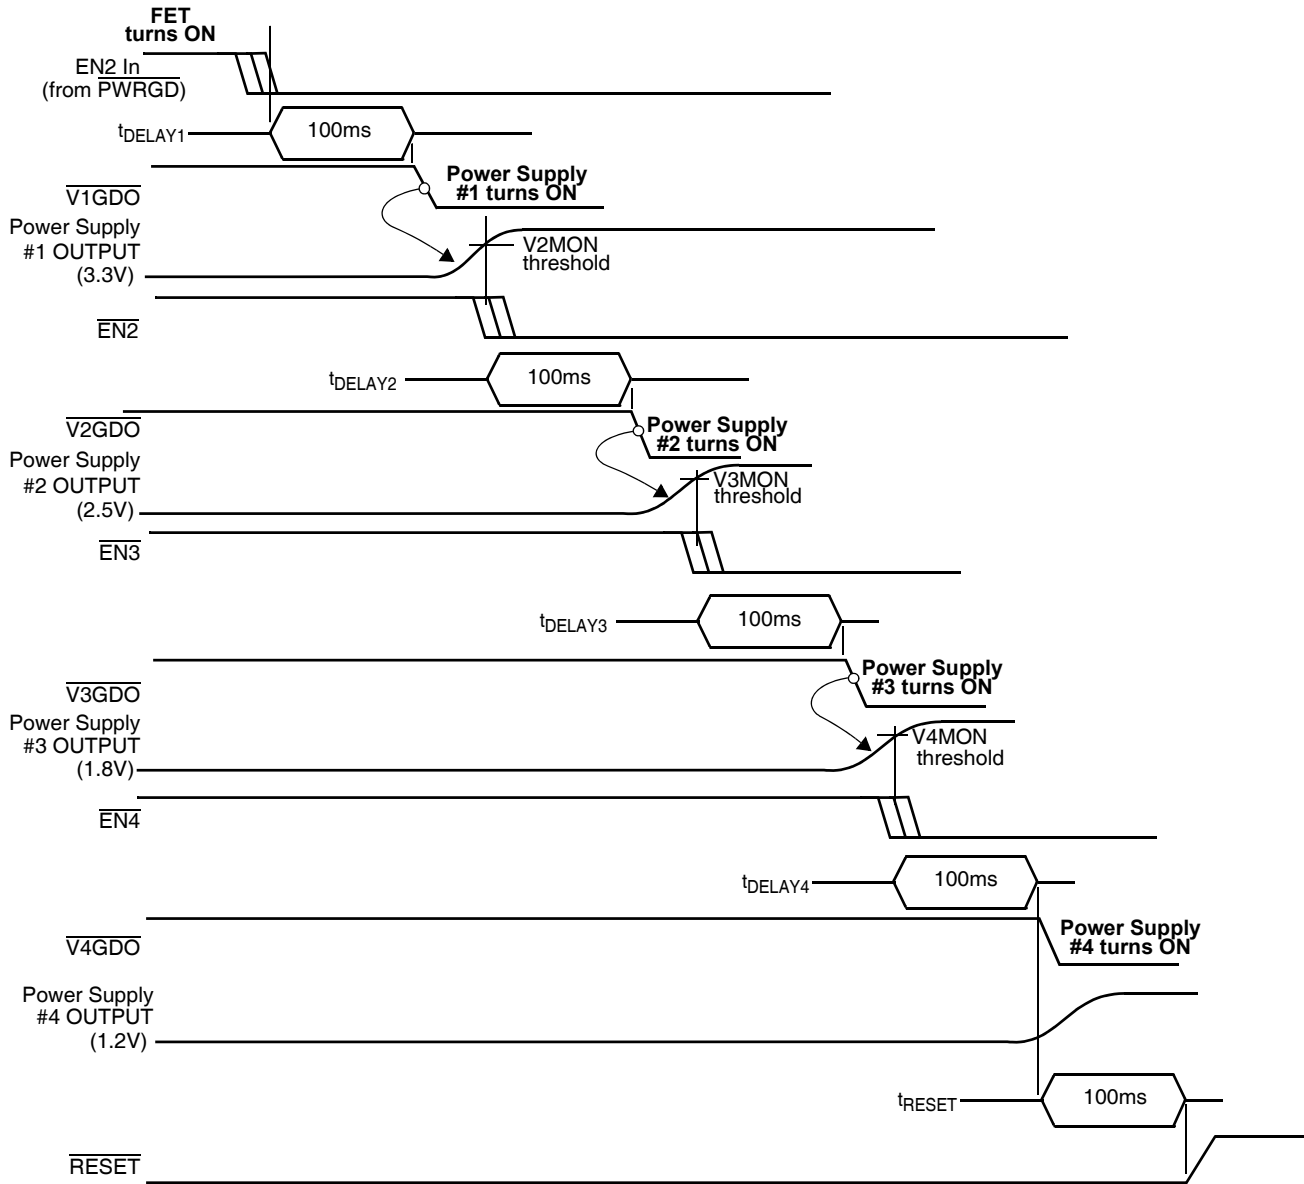 FET
turns ON
EN2 In
(from PWRGD)
tDELAY1
100ms
V1GDO
Power Supply
#1 turns ON
Power Supply
#1 OUTPUT
(3.3V)
V2MON
threshold
EN2
tDELAY2
100ms
V2GDO
Power Supply
#2 turns ON
Power Supply
#2 OUTPUT
(2.5V)
V3MON
threshold
EN3
tDELAY3
100ms
V3GDO
Power Supply
#3 turns ON
Power Supply
#3 OUTPUT
(1.8V)
V4MON
threshold
EN4
tDELAY4
100ms
V4GDO
Power Supply
#4 turns ON
Power Supply
#4 OUTPUT
(1.2V)
tRESET
100ms
RESET